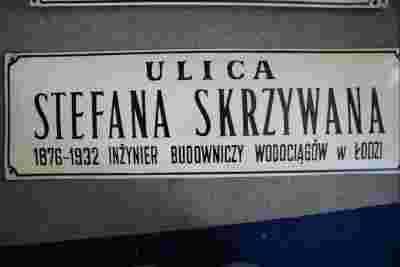 ULICA
STEFANA SKRZYWANA
1876-1932 INŻYNIER BUDOWNICZY WODOCIĄGÓW w ŁODZI